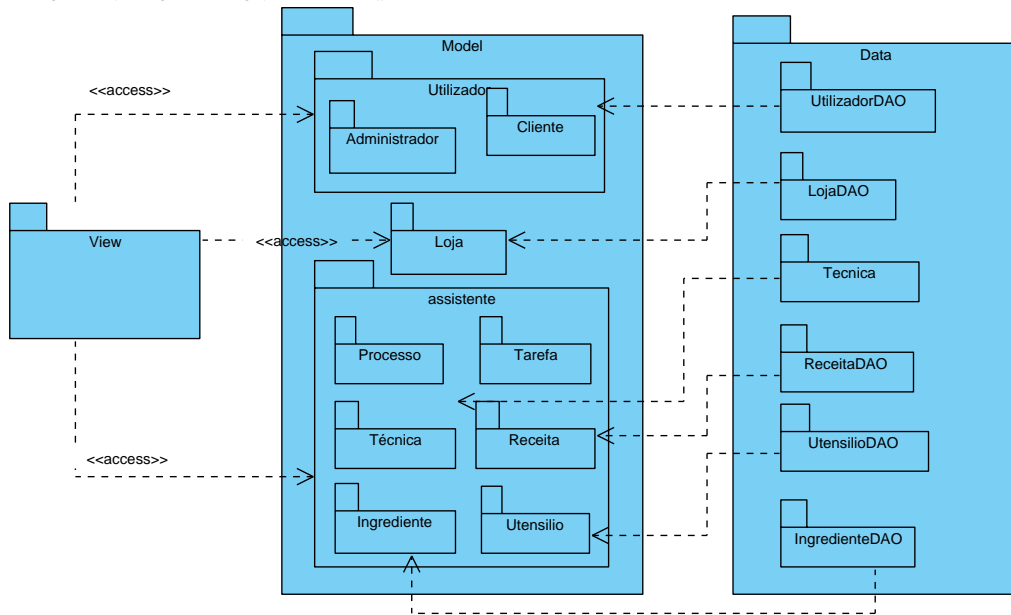 Model
Data
Utilizador
<<access>>
UtilizadorDAO
Administrador
Cliente
LojaDAO
View
<<access>>
Loja
Tecnica
assistente
Processo
Tarefa
ReceitaDAO
Técnica
Receita
UtensilioDAO
<<access>>
Ingrediente
Utensilio
IngredienteDAO